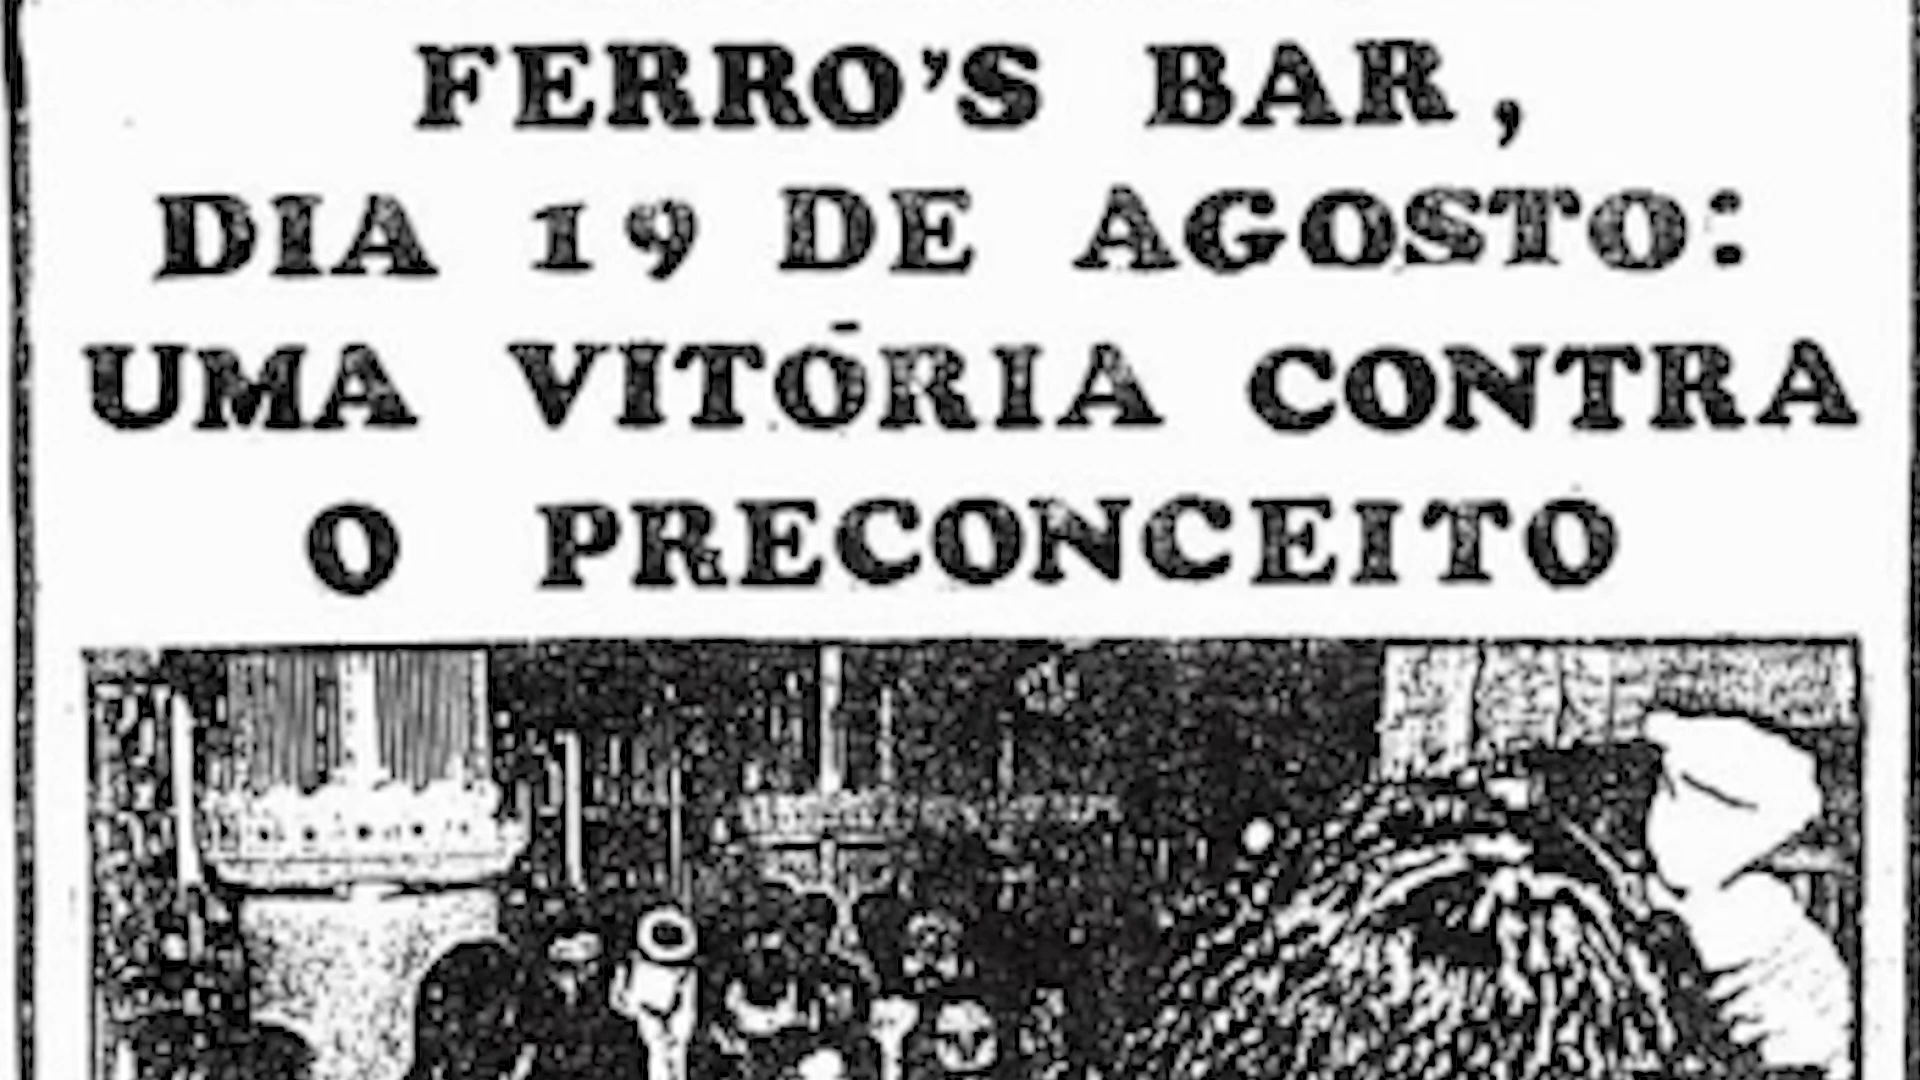 FERRO'S BAR,
DIA 19 DE AGOSTO:
UMA VITÓRIA CONTRA
O PRECONCEITO